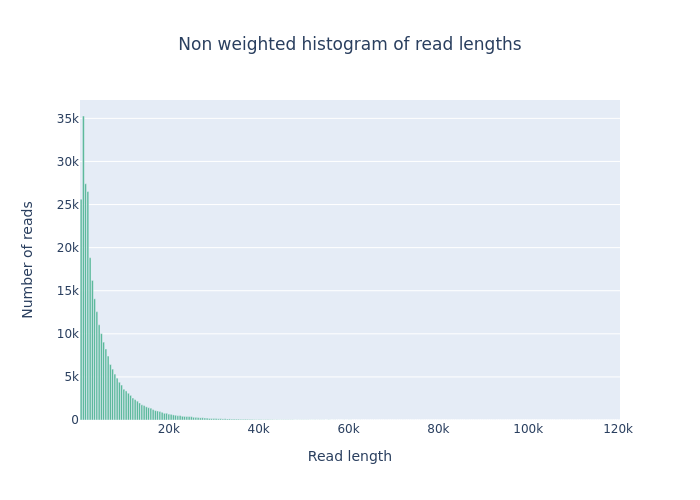 Non weighted histogram of read lengths
35k
30k
25k
20k
15k
10k
5k
0
20k
40k
60k
80k
100k
120k
Number of reads
Read length